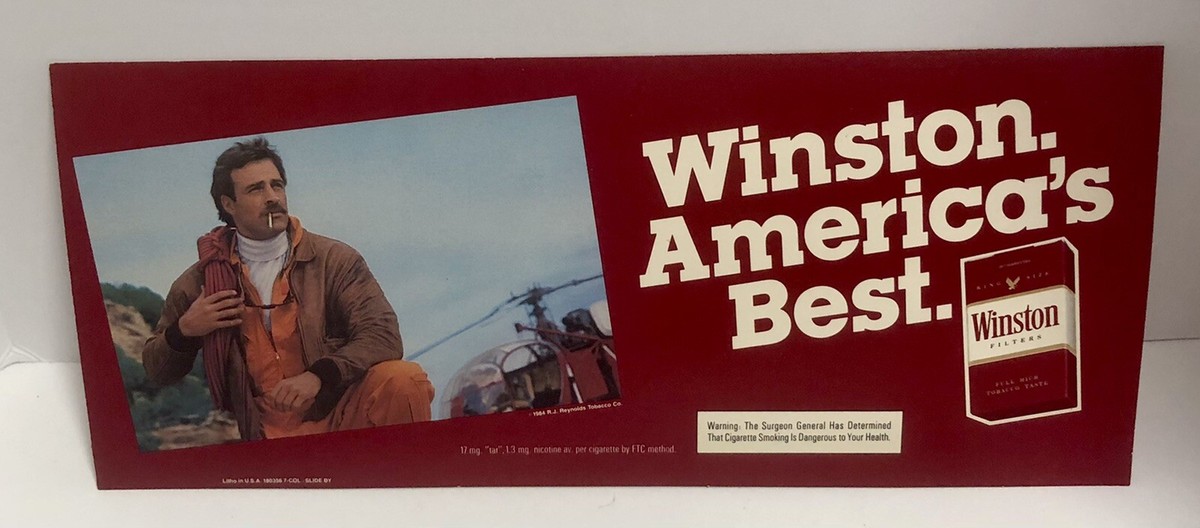 Winston.
America's
Best.
KING SIZE
Winston
FILTERS
FULL RICH
TOBACCO TASTE
1984 R.J. Reynolds Tobacco Co.
Warning: The Surgeon General Has Determined
That Cigarette Smoking Is Dangerous to Your Health.
17 mg. "tar", 1.3 mg. nicotine av. per cigarette by FTC method.
Litho in U.S.A.